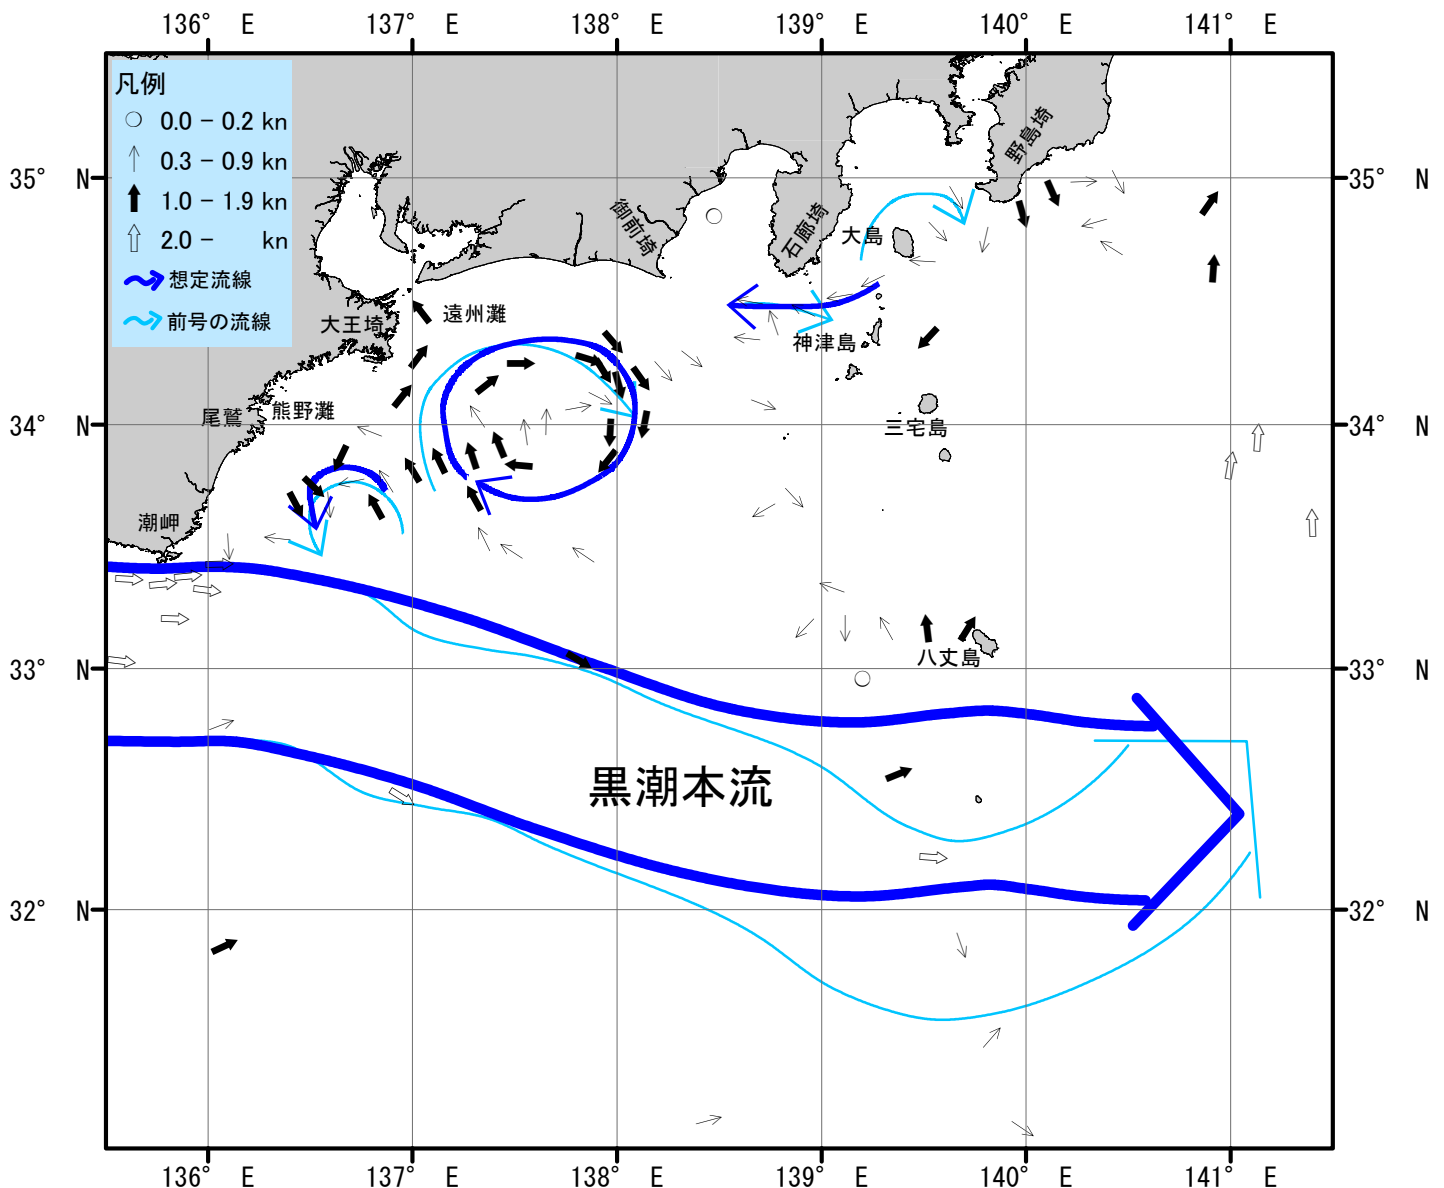 136° E 137° E 138° E 139° E 140° E 141° E
凡例
0.0 - 0.2 kn
0.3 - 0.9 kn
1.0 - 1.9 kn
2.0 - kn
想定流線
前号の流線
野島埼
35° N 35° N
御前埼
石廊埼
大島
遠州灘
大王埼
神津島
熊野灘
尾鷲
三宅島
34° N 34° N
潮岬
八丈島
33° N 33° N
黒潮本流
32° N 32° N
136° E 137° E 138° E 139° E 140° E 141° E